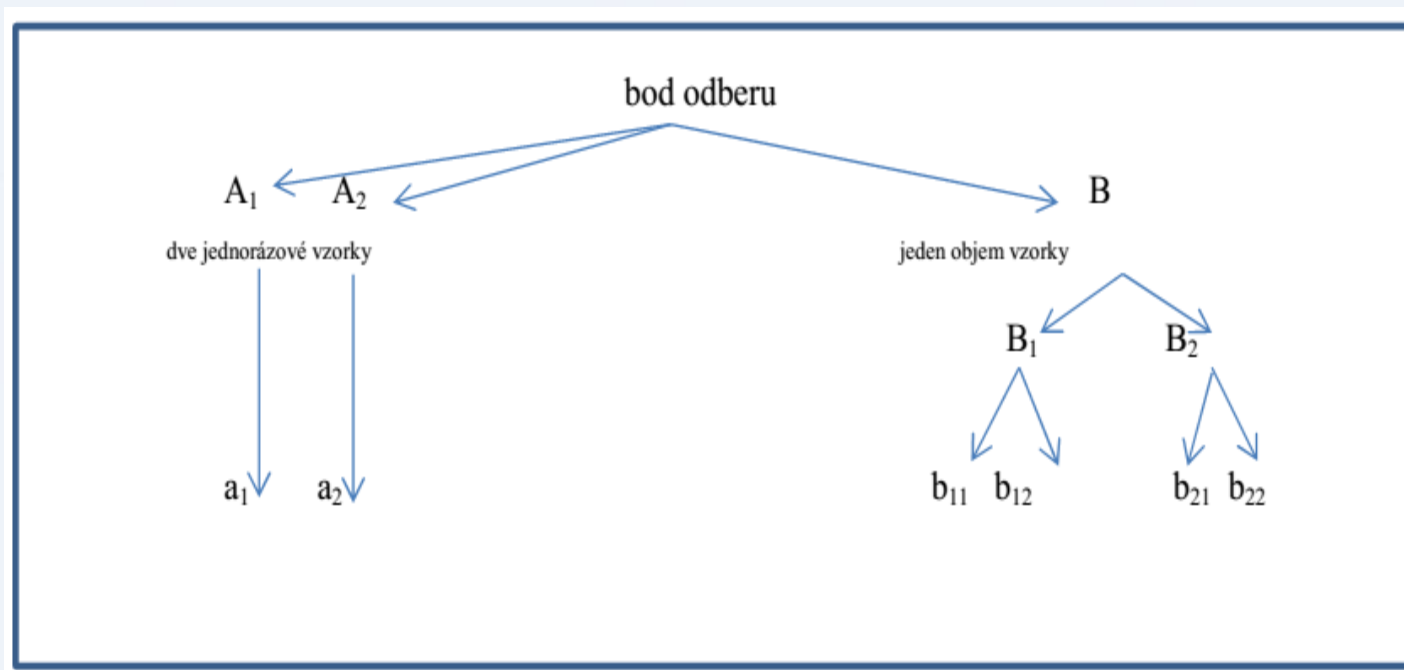 bod odberu
A₁ A₂ B
dve jednorázové vzorky jeden objem vzorky
B₁ B₂
a₁ a₂ b₁₁ b₁₂ b₂₁ b₂₂